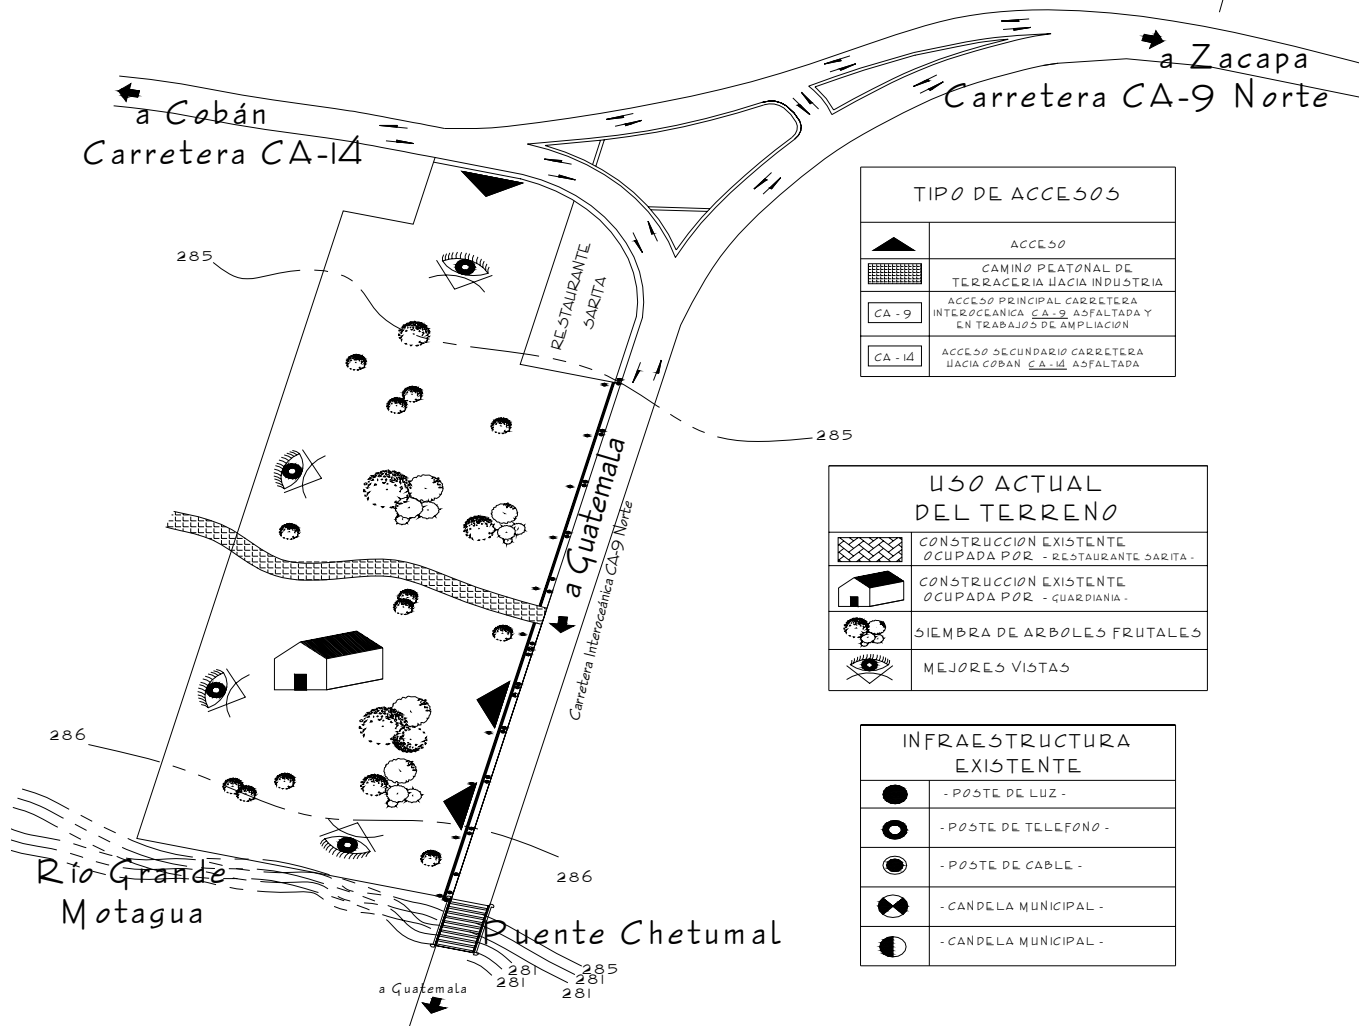 a Zacapa
Carretera CA-9 Norte
a Cobán
Carretera CA-14
285
RESTAURANTE
SARITA
285
a Guatemala
Carretera Interoceánica CA-9 Norte
286
286
Río Grande
Motagua
Puente Chetumal
281
285
281
281
281
a Guatemala
TIPO DE ACCESOS
ACCESO
CAMINO PEATONAL DE
TERRACERIA HACIA INDUSTRIA
CA-9
ACCESO PRINCIPAL CARRETERA
INTEROCEANICA CA-9 ASFALTADA Y
EN TRABAJOS DE AMPLIACION
CA-14
ACCESO SECUNDARIO CARRETERA
HACIA COBAN CA-14 ASFALTADA
USO ACTUAL
DEL TERRENO
CONSTRUCCION EXISTENTE
OCUPADA POR - RESTAURANTE SARITA -
CONSTRUCCION EXISTENTE
OCUPADA POR - GUARDIANIA -
SIEMBRA DE ARBOLES FRUTALES
MEJORES VISTAS
INFRAESTRUCTURA
EXISTENTE
- POSTE DE LUZ -
- POSTE DE TELEFONO -
- POSTE DE CABLE -
- CANDELA MUNICIPAL -
- CANDELA MUNICIPAL -